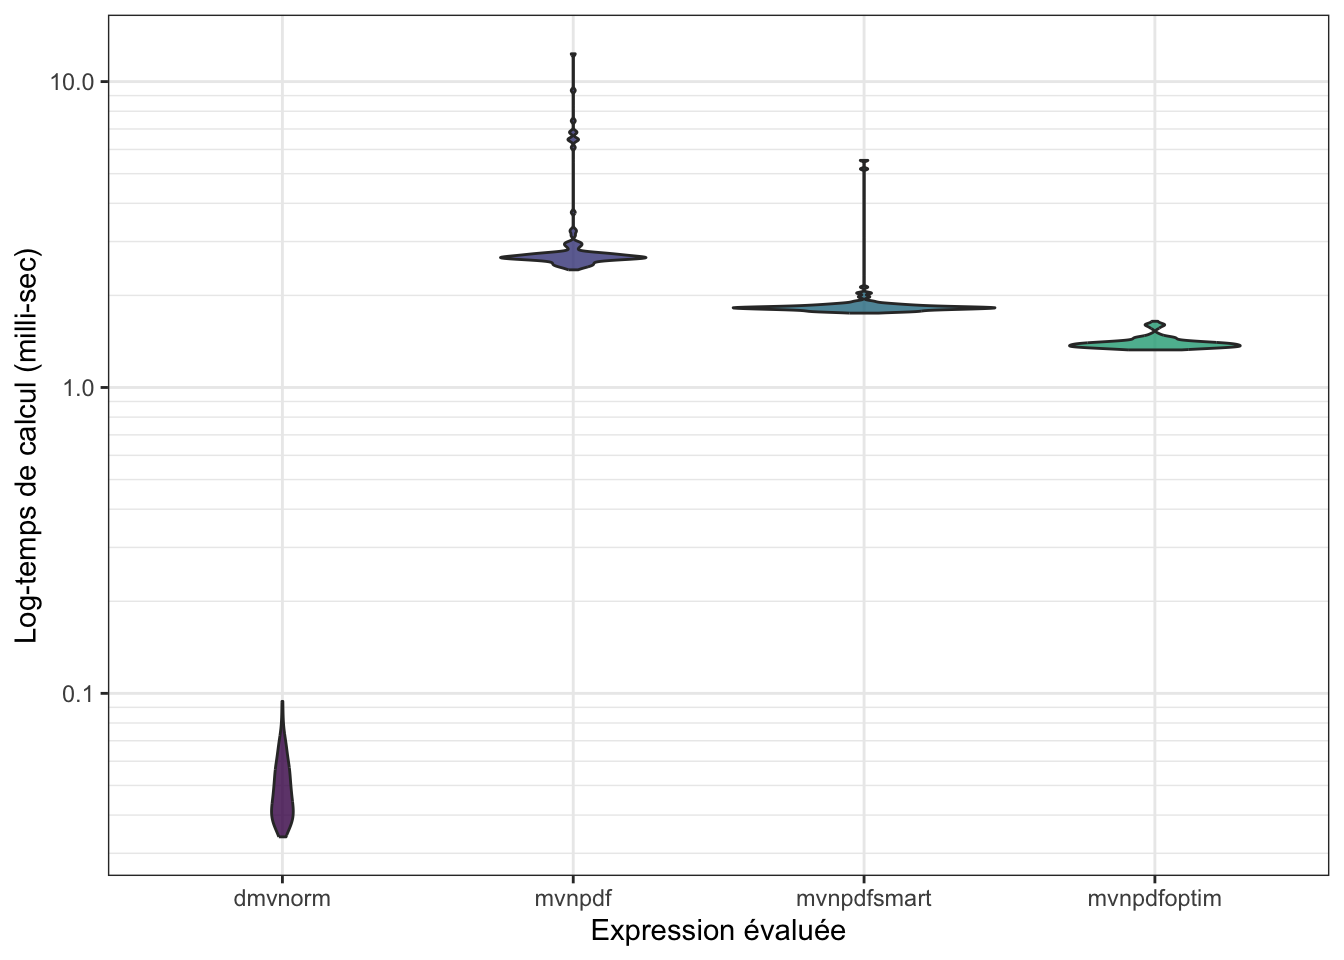 Log-temps de calcul (milli-sec)
10.0
1.0
0.1
dmvnorm mvnpdf mvnpdfsmart mvnpdfoptim
Expression évaluée